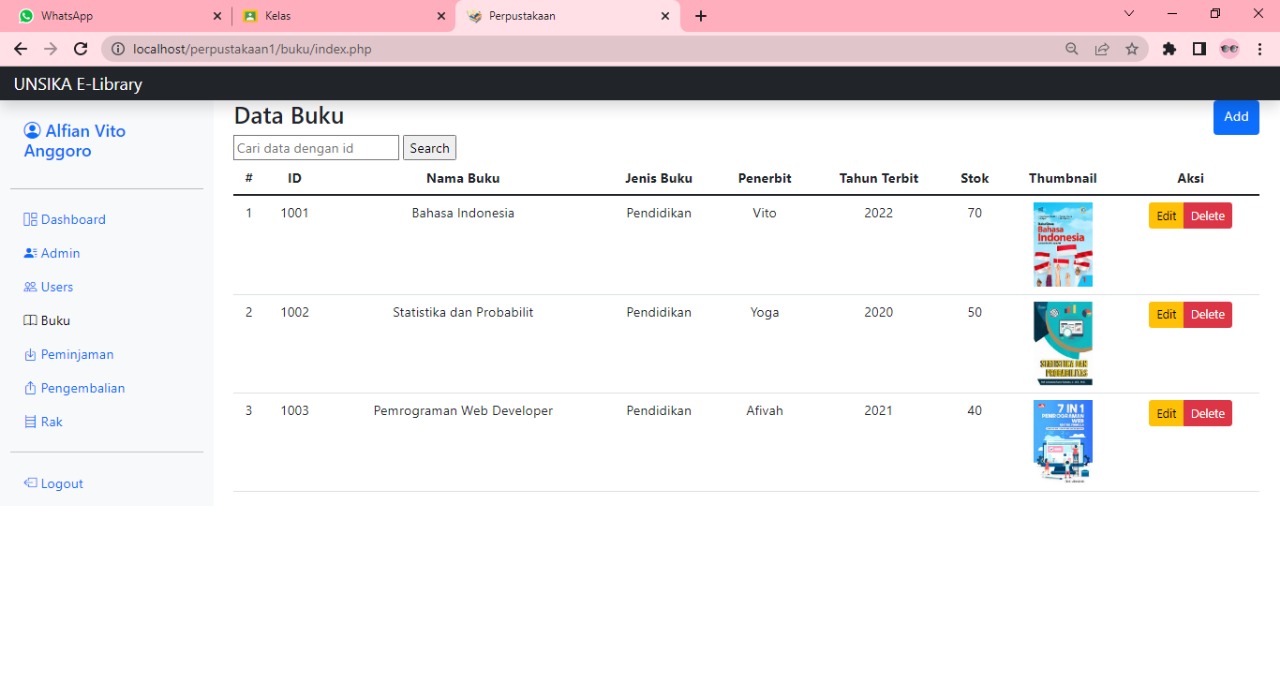 WhatsApp
Kelas
Perpustakaan
localhost/perpustakaan1/buku/index.php
UNSIKA E-Library
Alfian Vito
Anggoro
Dashboard
Admin
Users
Buku
Peminjaman
Pengembalian
Rak
Logout
Data Buku
Add
Cari data dengan id Search
# ID Nama Buku Jenis Buku Penerbit Tahun Terbit Stok Thumbnail Aksi
1 1001 Bahasa Indonesia Pendidikan Vito 2022 70 Edit Delete
Bahasa
Indonesia
2 1002 Statistika dan Probabilit Pendidikan Yoga 2020 50 Edit Delete
STATISTIKA DAN
PROBABILITAS
3 1003 Pemrograman Web Developer Pendidikan Afivah 2021 40 Edit Delete
7 IN 1
PEMROGRAMAN
WEB